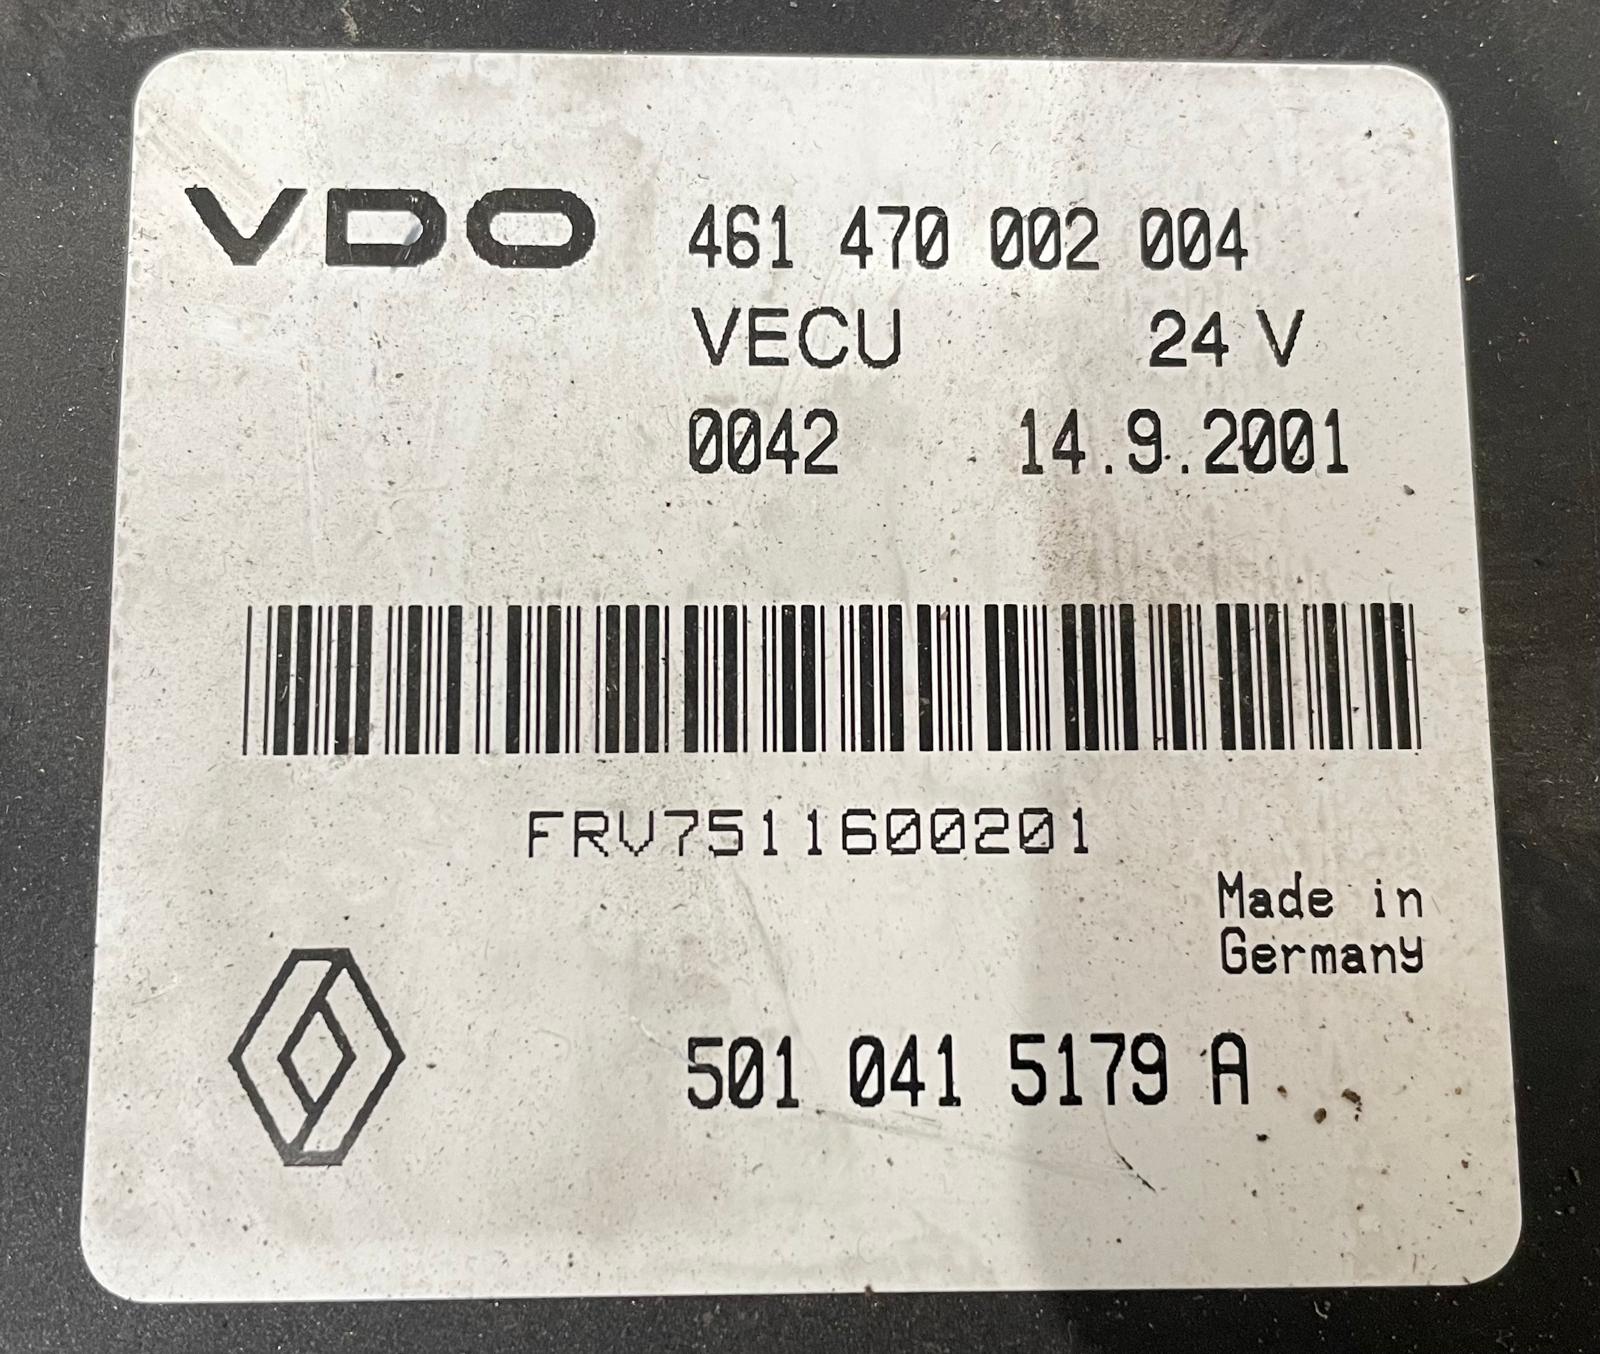 VDO 461 470 002 004
VECU 24 V
0042 14.9.2001
FRV7511600201
Made in
Germany
501 041 5179 A